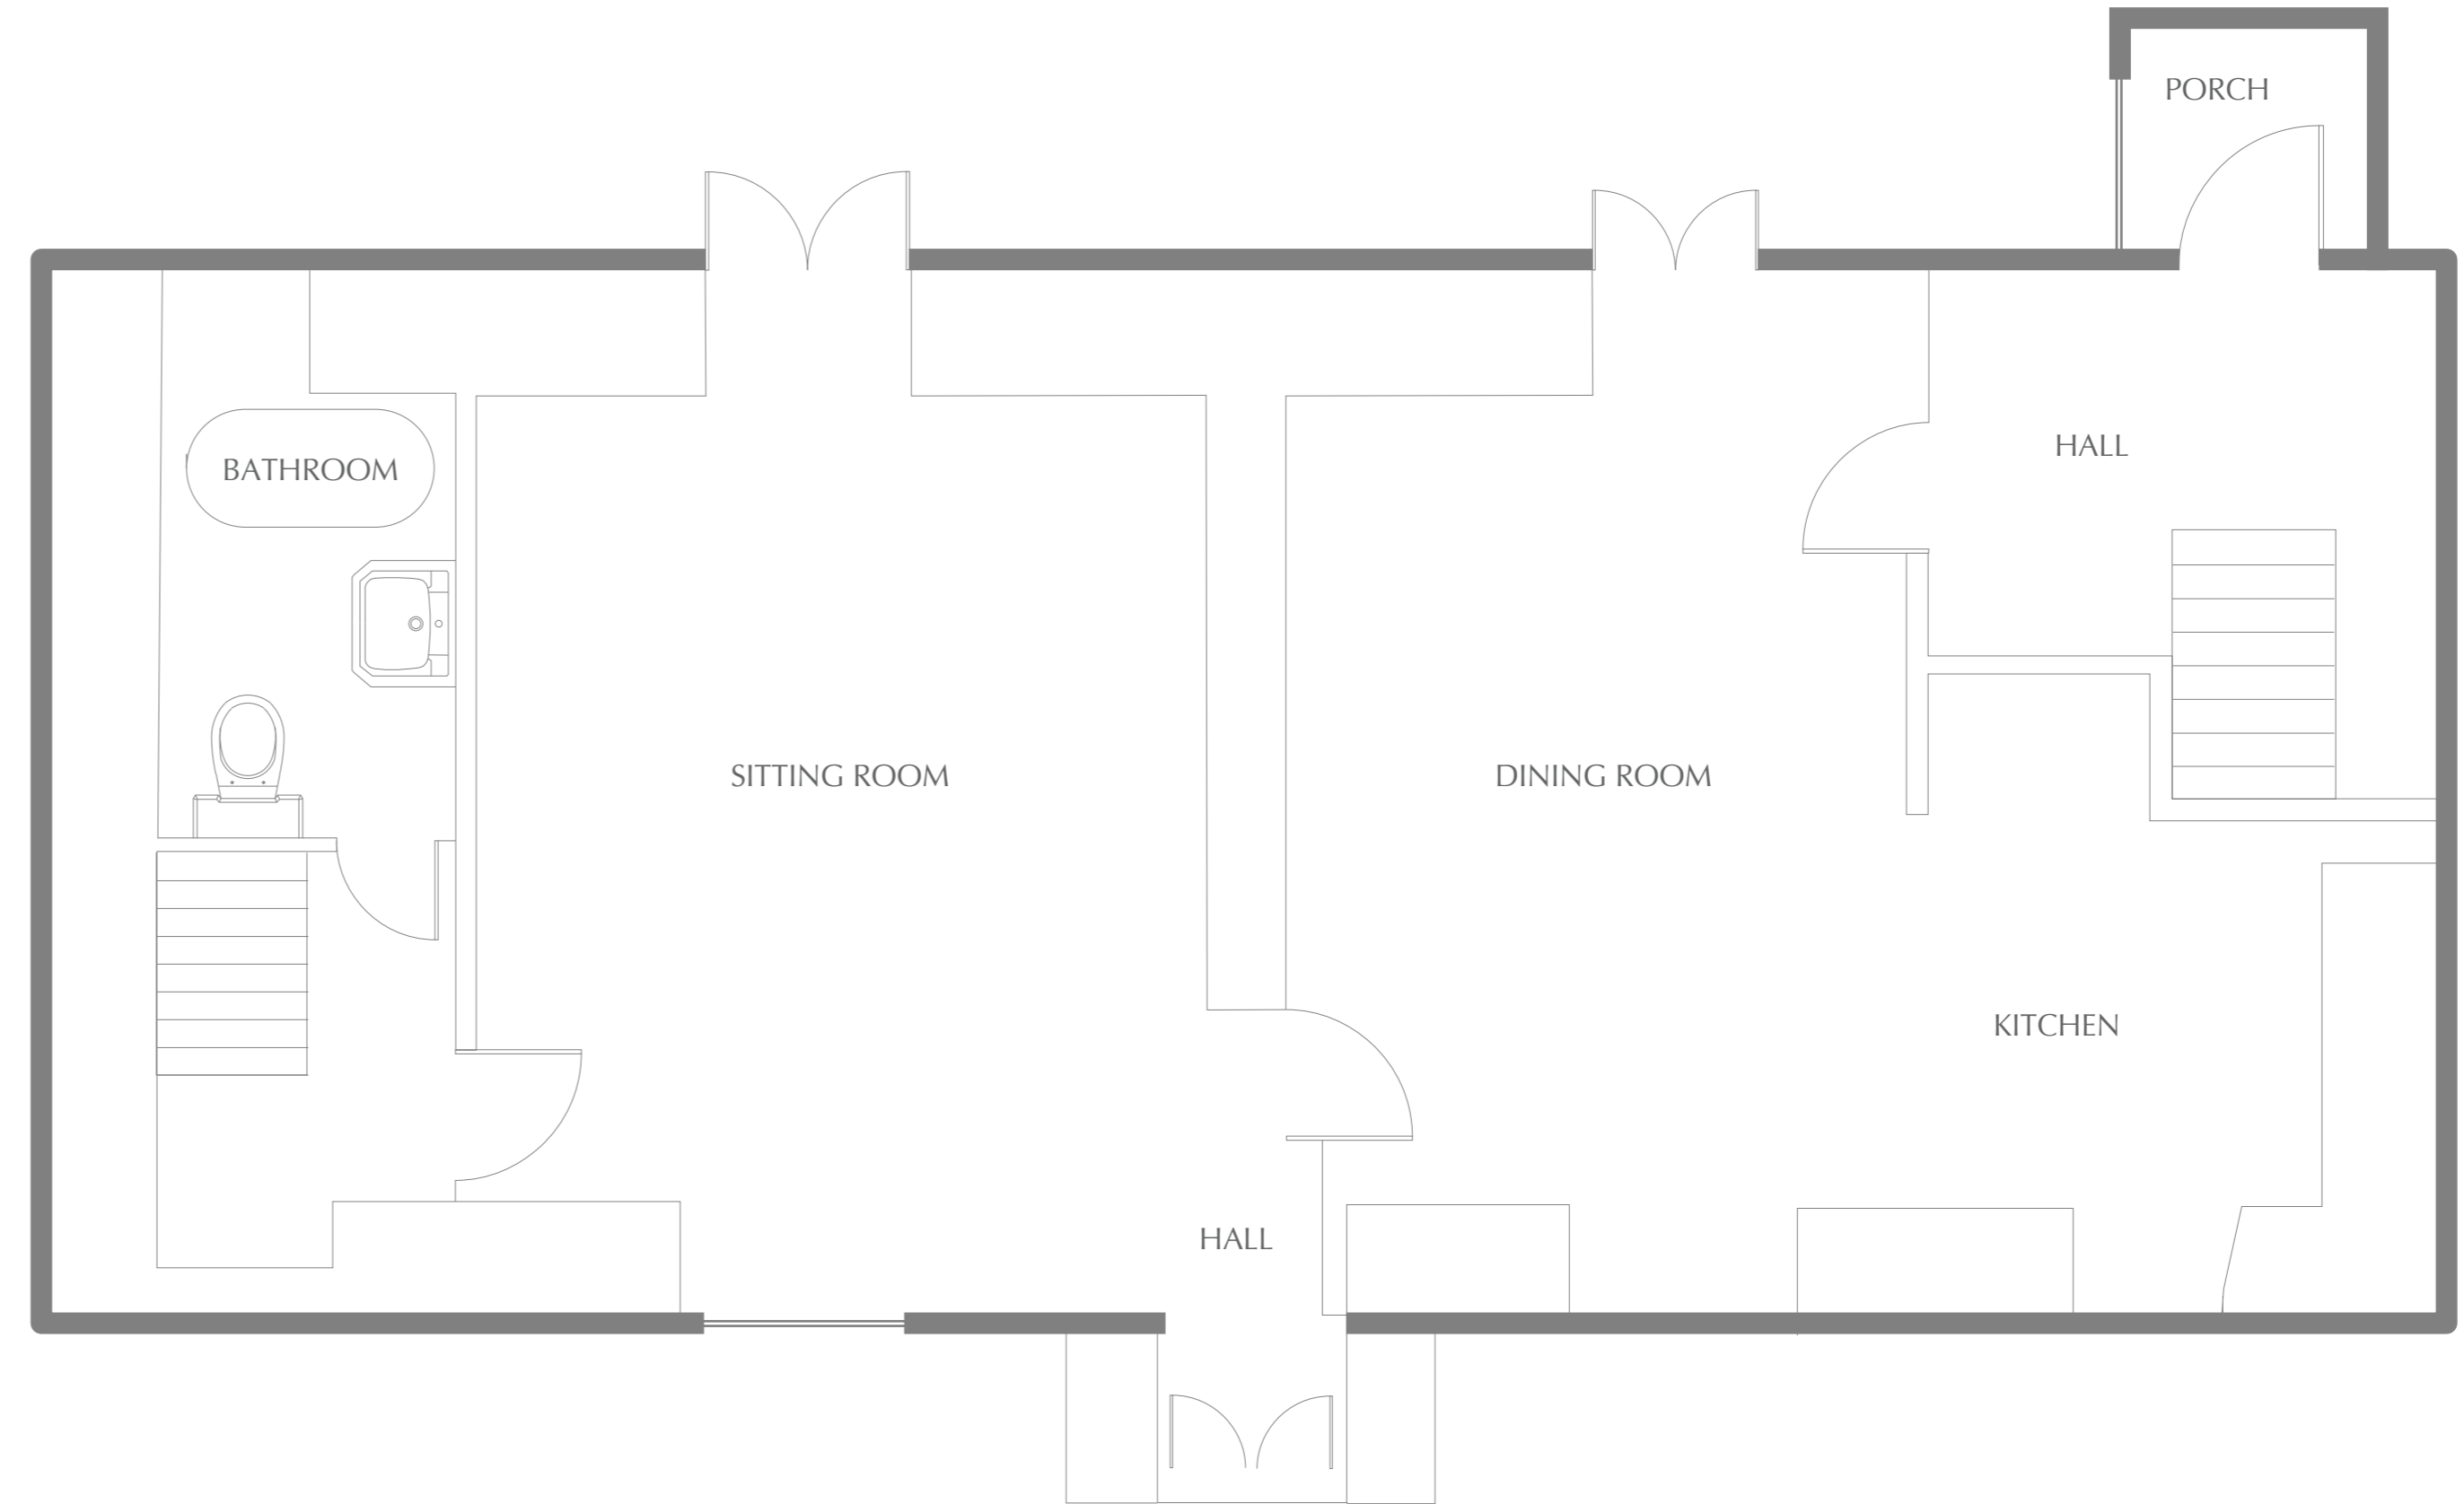 PORCH
HALL
BATHROOM
SITTING ROOM
DINING ROOM
KITCHEN
HALL